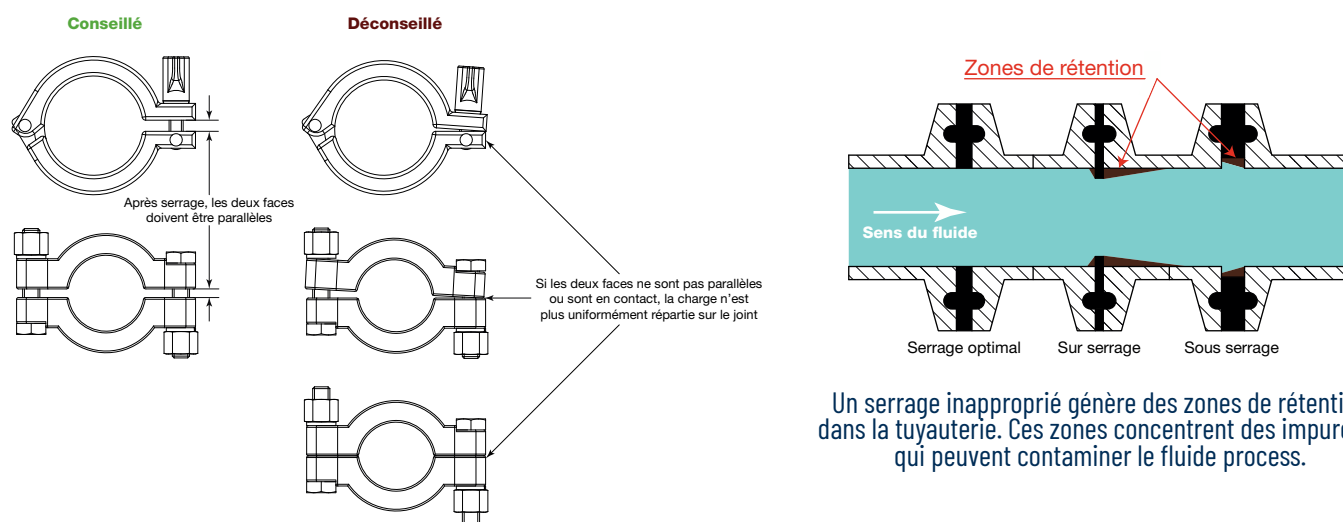 Conseillé
Déconseillé
Après serrage, les deux faces
doivent être parallèles
Si les deux faces ne sont pas parallèles
ou sont en contact, la charge n’est
plus uniformément répartie sur le joint
Zones de rétention
Sens du fluide
Serrage optimal
Sur serrage
Sous serrage
Un serrage inapproprié génère des zones de rétenti
dans la tuyauterie. Ces zones concentrent des impure
qui peuvent contaminer le fluide process.